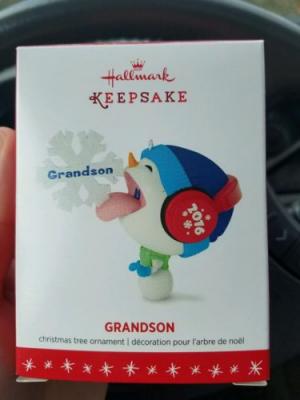 Hallmark
KEEPSAKE
Grandson
2016
GRANDSON
christmas tree ornament | décoration pour l'arbre de noël